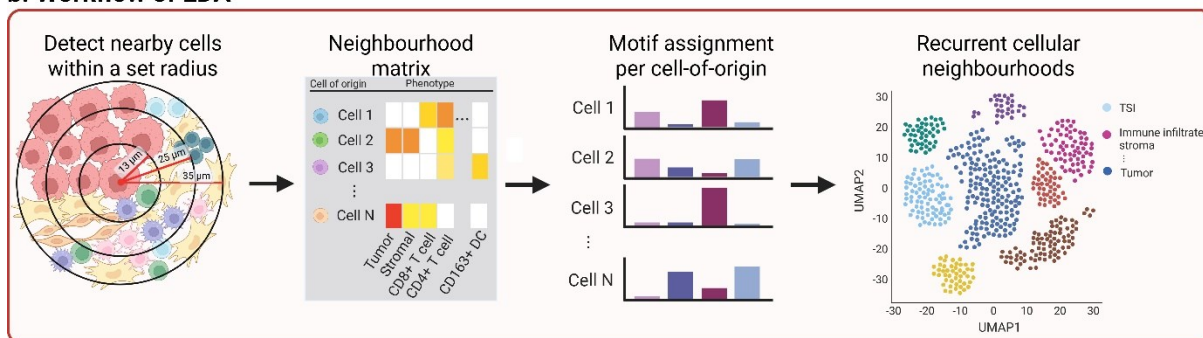 b. Workflow of LDA
Detect nearby cells
within a set radius
13 µm
25 µm
35 µm
Neighbourhood
matrix
Cell of origin
Phenotype
Cell 1
...
Cell 2
Cell 3
⋮
Cell N
Tumor
Stromal
CD8+ T cell
CD4+ T cell
CD163+ DC
Motif assignment
per cell-of-origin
Cell 1
Cell 2
Cell 3
⋮
Cell N
Recurrent cellular
neighbourhoods
30
20
10
0
-10
-20
-30
UMAP2
-30 -20 -10 0 10 20 30
UMAP1
TSI
Immune infiltrate
stroma
⋮
Tumor